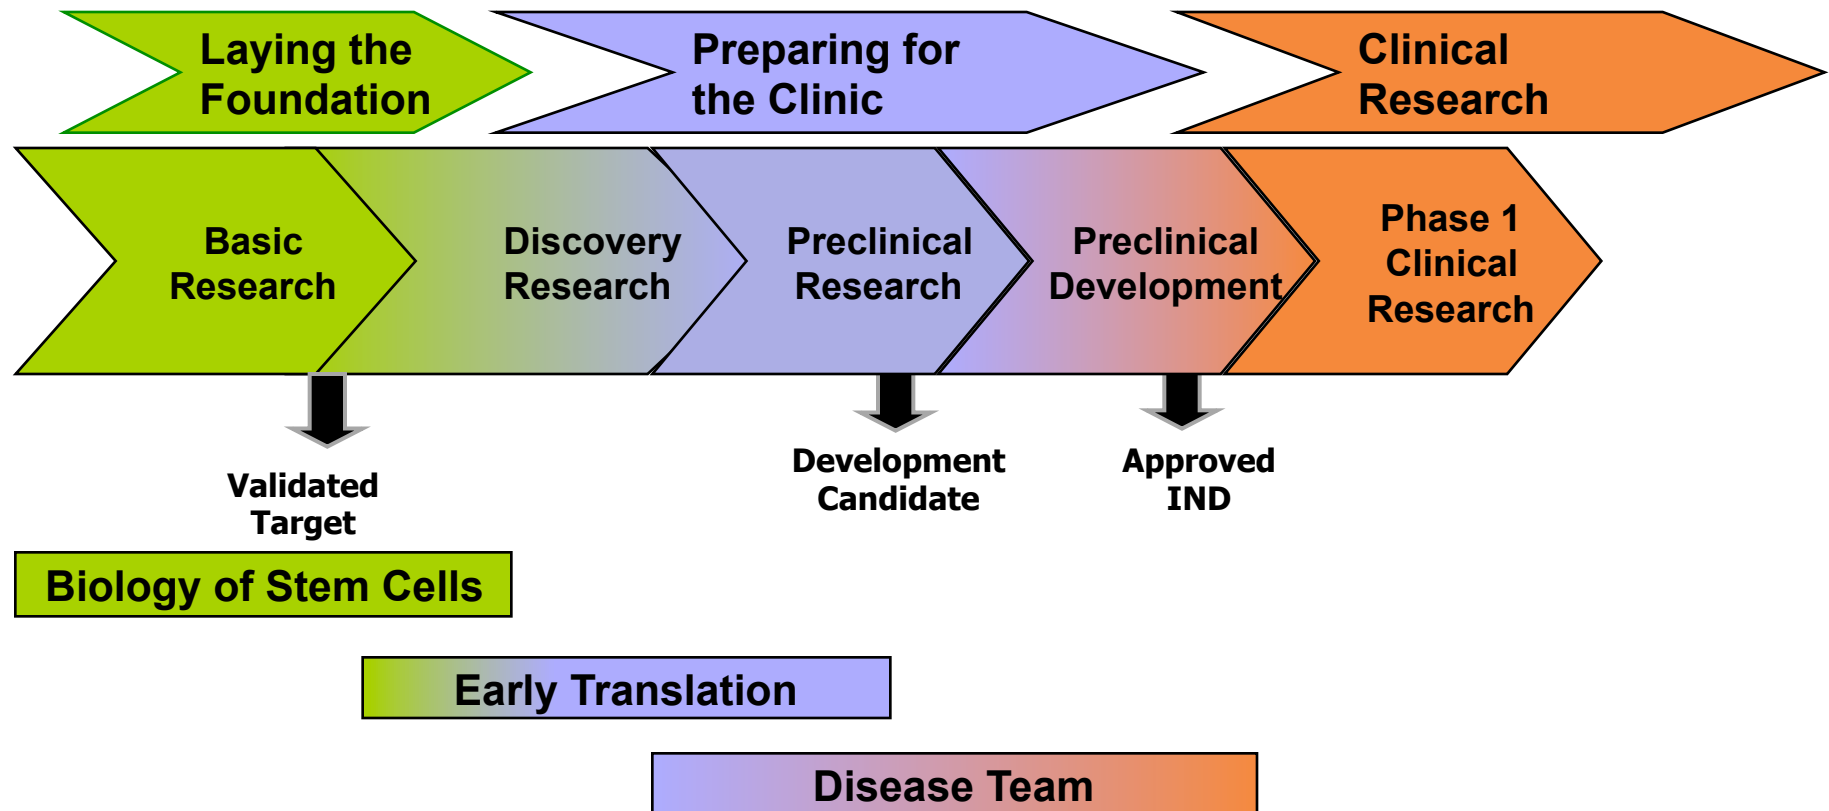 Laying the
Foundation
Preparing for
the Clinic
Clinical
Research
Basic
Research
Discovery
Research
Preclinical
Research
Preclinical
Development
Phase 1
Clinical
Research
Validated
Target
Development
Candidate
Approved
IND
Biology of Stem Cells
Early Translation
Disease Team